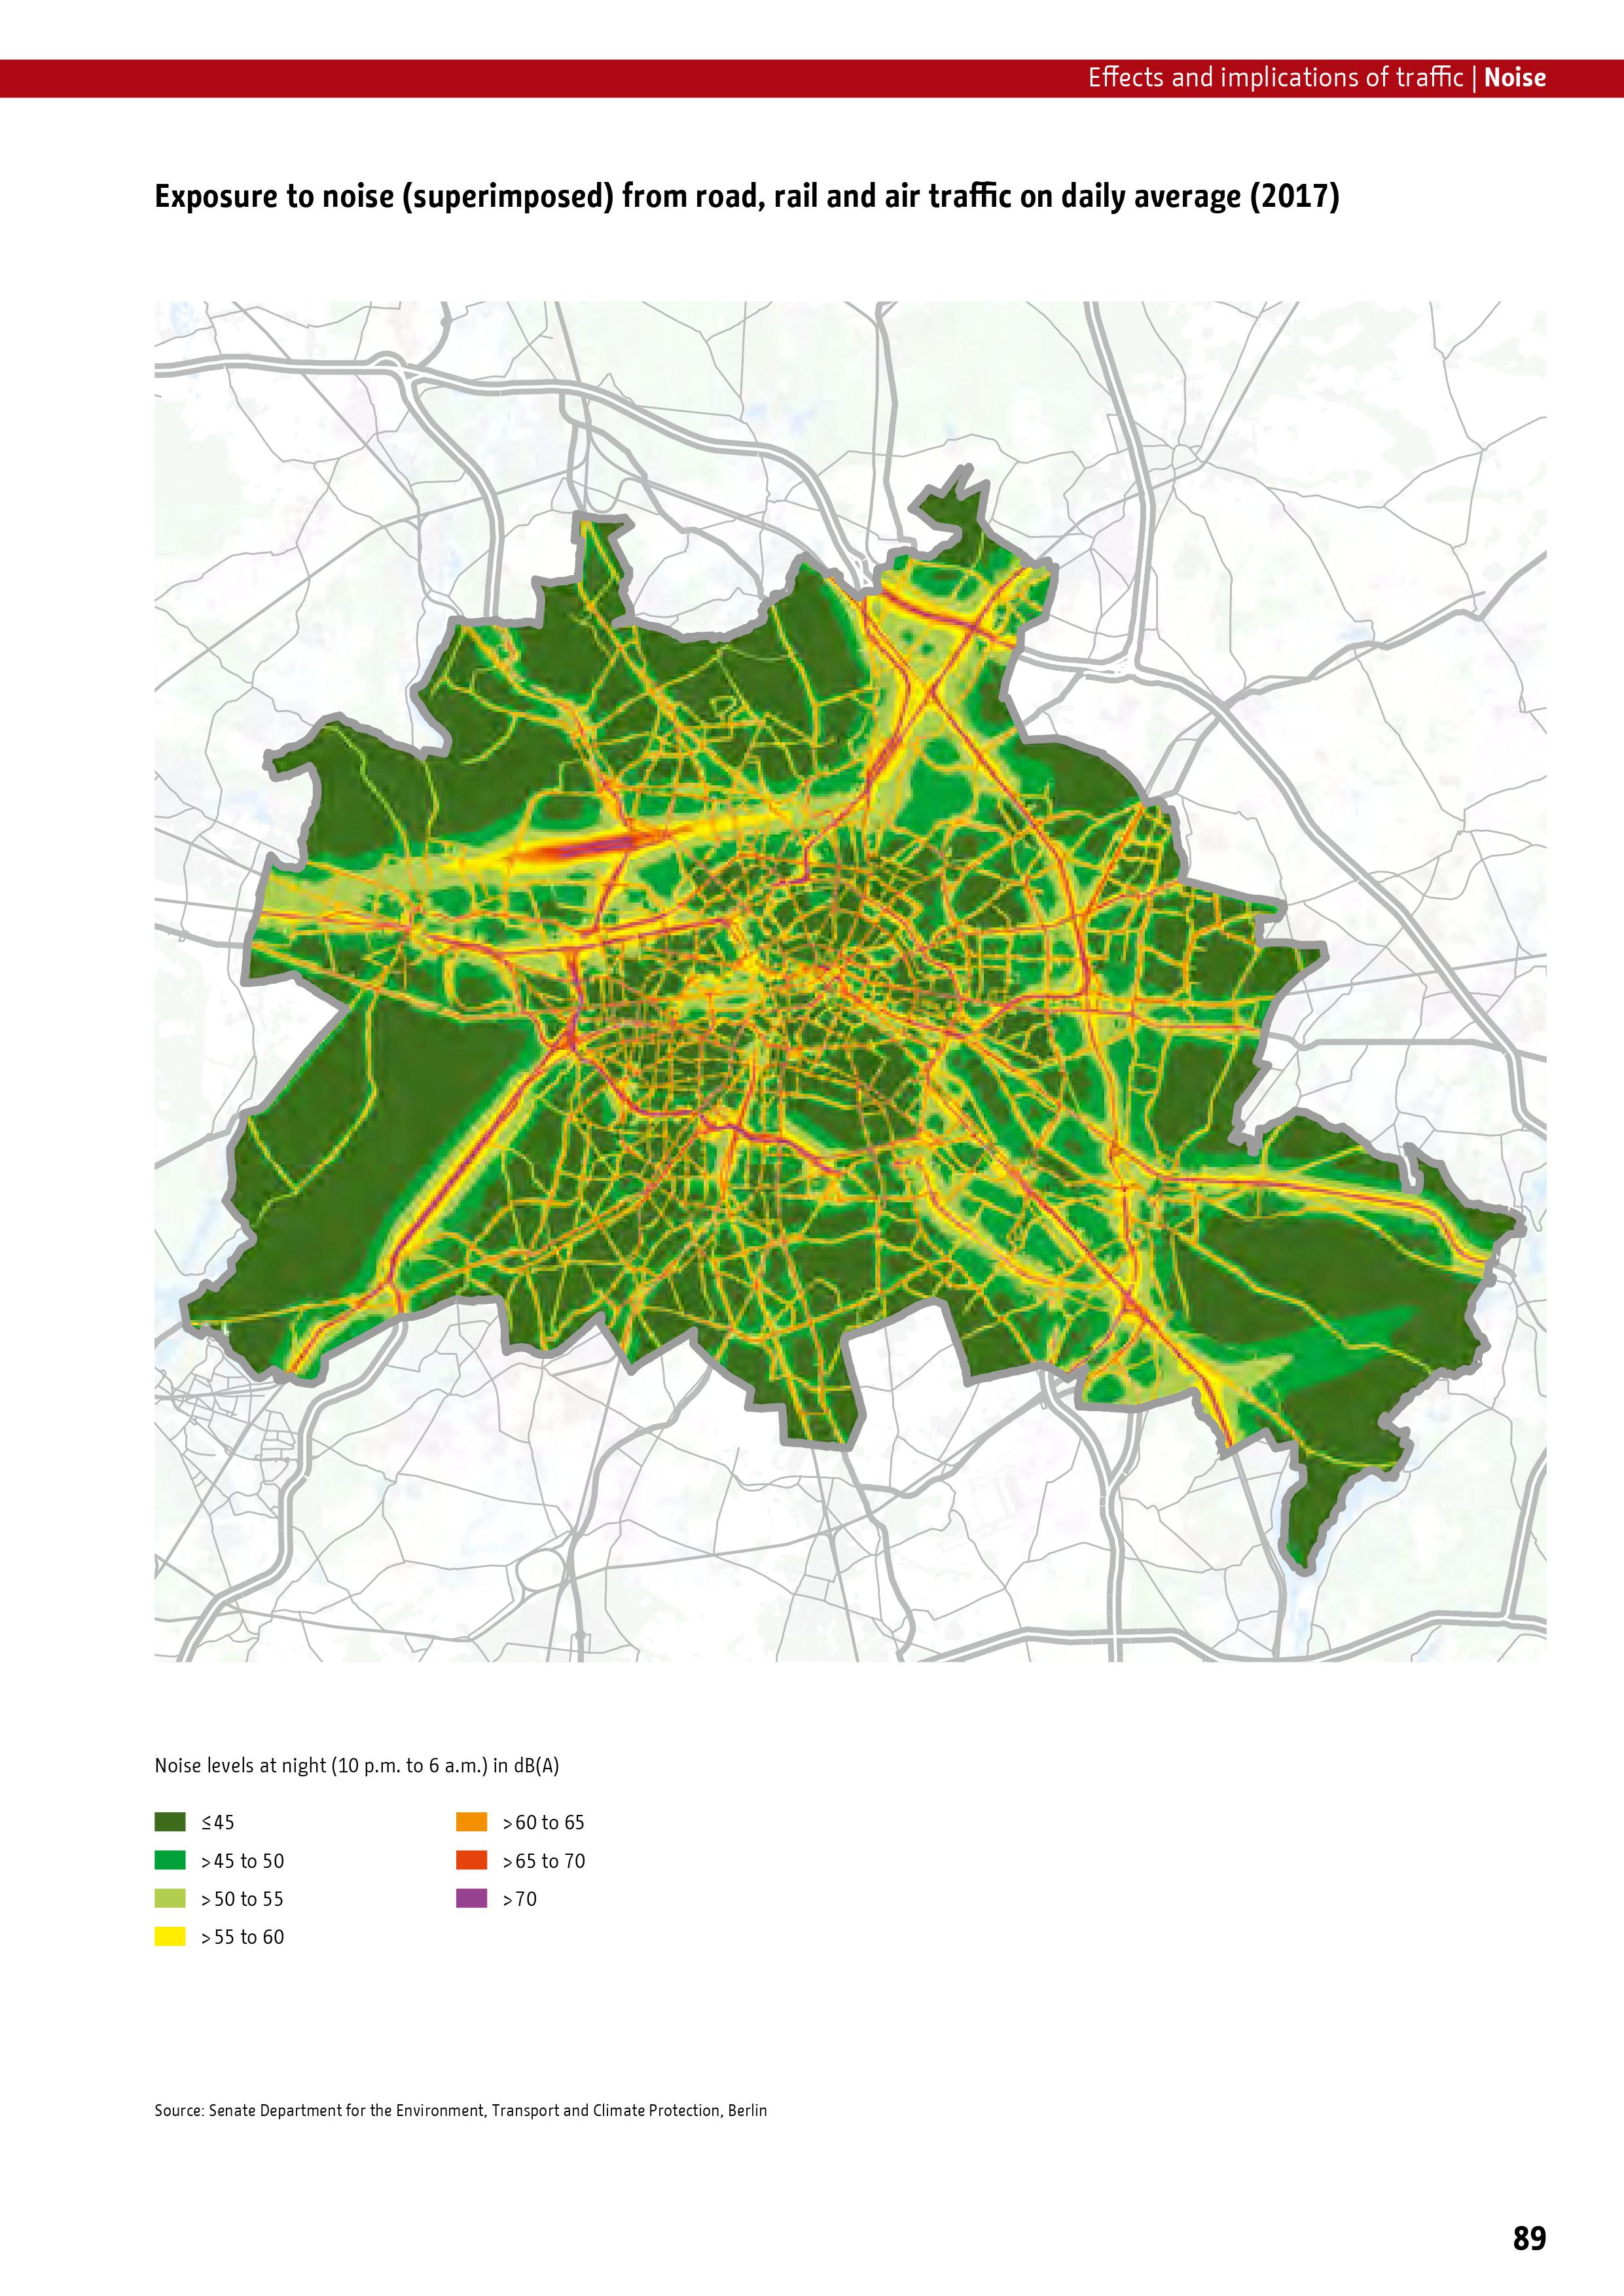 Effects and implications of traffic | Noise
Exposure to noise (superimposed) from road, rail and air traffic on daily average (2017)
Noise levels at night (10 p.m. to 6 a.m.) in dB(A)
≤45
>45 to 50
>50 to 55
>55 to 60
>60 to 65
>65 to 70
>70
Source: Senate Department for the Environment, Transport and Climate Protection, Berlin
89